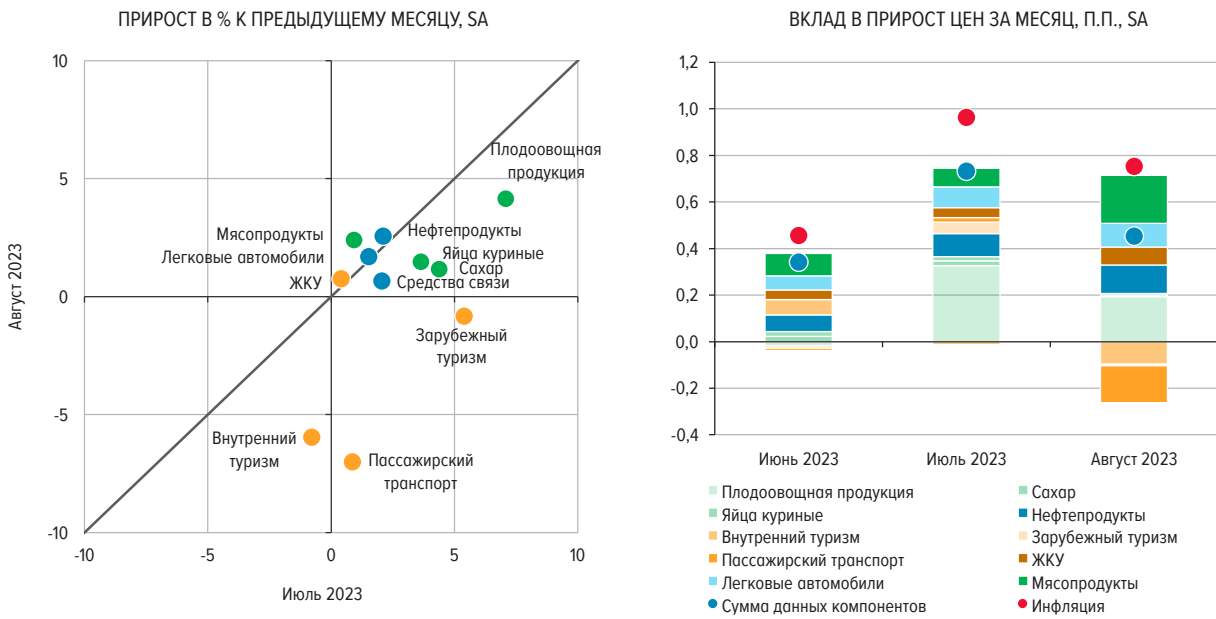 ПРИРОСТ В % К ПРЕДЫДУЩЕМУ МЕСЯЦУ, SA
10
5
0
-5
-10
-10
-5
0
5
10
Август 2023
Июль 2023
Плодоовощная
продукция
Мясопродукты
Нефтепродукты
Легковые автомобили
Яйца куриные
Сахар
ЖКУ
Средства связи
Зарубежный
туризм
Внутренний
туризм
Пассажирский
транспорт
ВКЛАД В ПРИРОСТ ЦЕН ЗА МЕСЯЦ, П.П., SA
1,2
1,0
0,8
0,6
0,4
0,2
0,0
-0,2
-0,4
Июнь 2023
Июль 2023
Август 2023
Плодоовощная продукция
Сахар
Яйца куриные
Нефтепродукты
Внутренний туризм
Зарубежный туризм
Пассажирский транспорт
ЖКУ
Легковые автомобили
Мясопродукты
Сумма данных компонентов
Инфляция